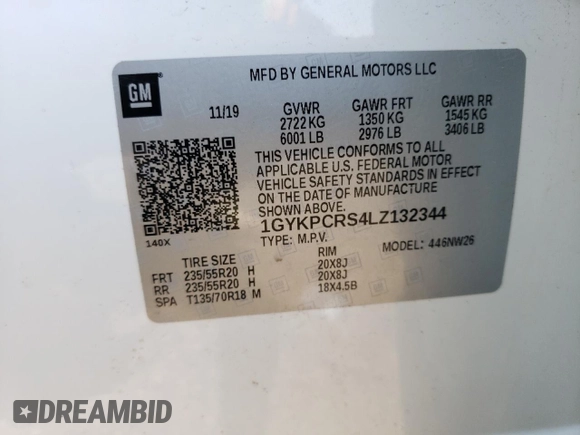 MFD BY GENERAL MOTORS LLC
GM
11/19 GVWR GAWR FRT GAWR RR
2722 KG 1350 KG 1545 KG
6001 LB 2976 LB 3406 LB
THIS VEHICLE CONFORMS TO ALL
APPLICABLE U.S. FEDERAL MOTOR
VEHICLE SAFETY STANDARDS IN EFFECT
ON THE DATE OF MANUFACTURE
1GYKPCRS4LZ132344
140X TYPE: M.P.V. MODEL: 446NW26
TIRE SIZE RIM
FRT 235/55R20 H 20X8J
RR 235/55R20 H 20X8J
SPA T135/70R18 M 18X4.5B
DREAMBID